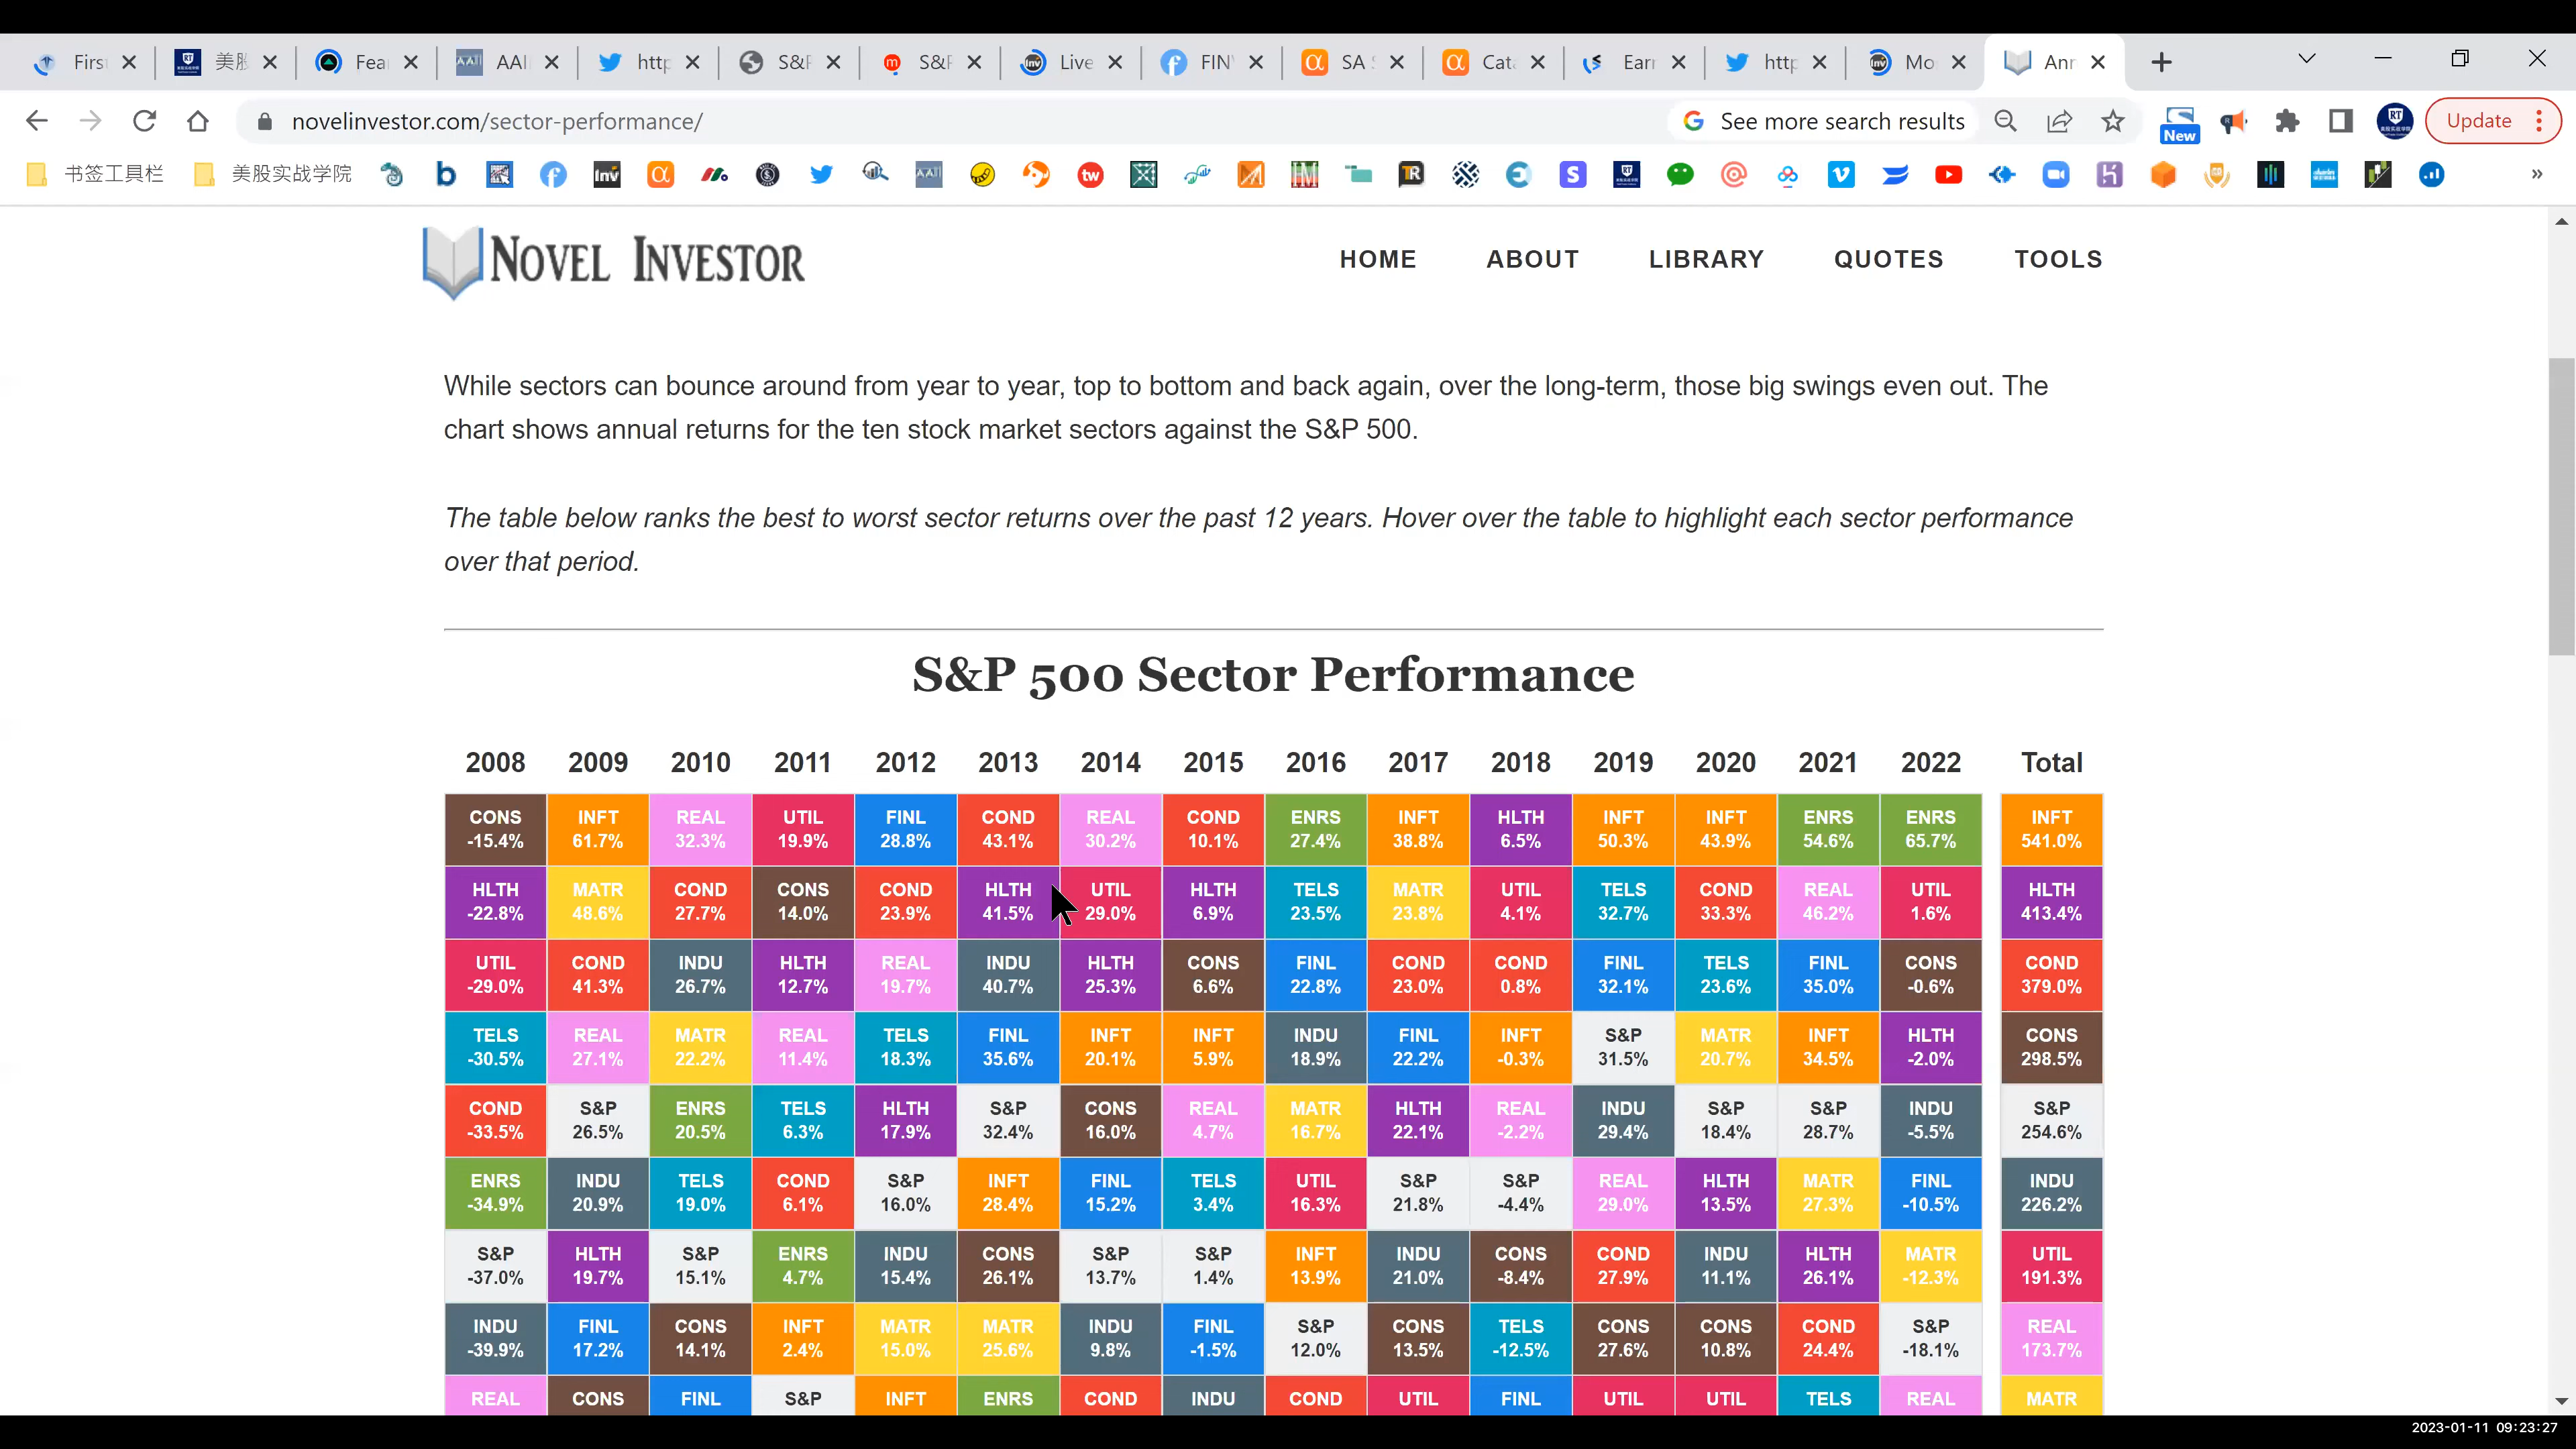 Firs
美股
Fea
AAI
http
S&P
S&P
Live
FIN
SA
Cat
Earn
http
Mo
Ann
novelinvestor.com/sector-performance/
See more search results
New
Update
书签工具栏
美股实战学院
NOVEL INVESTOR
HOME ABOUT LIBRARY QUOTES TOOLS
While sectors can bounce around from year to year, top to bottom and back again, over the long-term, those big swings even out. The
chart shows annual returns for the ten stock market sectors against the S&P 500.
The table below ranks the best to worst sector returns over the past 12 years. Hover over the table to highlight each sector performance
over that period.
S&P 500 Sector Performance
2008 2009 2010 2011 2012 2013 2014 2015 2016 2017 2018 2019 2020 2021 2022 Total
CONS INFT REAL UTIL FINL COND REAL COND ENRS INFT HLTH INFT INFT ENRS ENRS INFT
-15.4% 61.7% 32.3% 19.9% 28.8% 43.1% 30.2% 10.1% 27.4% 38.8% 6.5% 50.3% 43.9% 54.6% 65.7% 541.0%
HLTH MATR COND CONS COND HLTH UTIL HLTH TELS MATR UTIL TELS COND REAL UTIL HLTH
-22.8% 48.6% 27.7% 14.0% 23.9% 41.5% 29.0% 6.9% 23.5% 23.8% 4.1% 32.7% 33.3% 46.2% 1.6% 413.4%
UTIL COND INDU HLTH REAL INDU HLTH CONS FINL COND COND FINL TELS FINL CONS COND
-29.0% 41.3% 26.7% 12.7% 19.7% 40.7% 25.3% 6.6% 22.8% 23.0% 0.8% 32.1% 23.6% 35.0% -0.6% 379.0%
TELS REAL MATR REAL TELS FINL INFT INFT INDU FINL INFT S&P MATR INFT HLTH CONS
-30.5% 27.1% 22.2% 11.4% 18.3% 35.6% 20.1% 5.9% 18.9% 22.2% -0.3% 31.5% 20.7% 34.5% -2.0% 298.5%
COND S&P ENRS TELS HLTH S&P CONS REAL MATR HLTH REAL INDU S&P S&P INDU S&P
-33.5% 26.5% 20.5% 6.3% 17.9% 32.4% 16.0% 4.7% 16.7% 22.1% -2.2% 29.4% 18.4% 28.7% -5.5% 254.6%
ENRS INDU TELS COND S&P INFT FINL TELS UTIL S&P S&P REAL HLTH MATR FINL INDU
-34.9% 20.9% 19.0% 6.1% 16.0% 28.4% 15.2% 3.4% 16.3% 21.8% -4.4% 29.0% 13.5% 27.3% -10.5% 226.2%
S&P HLTH S&P ENRS INDU CONS S&P S&P INFT INDU CONS COND INDU HLTH MATR UTIL
-37.0% 19.7% 15.1% 4.7% 15.4% 26.1% 13.7% 1.4% 13.9% 21.0% -8.4% 27.9% 11.1% 26.1% -12.3% 191.3%
INDU FINL CONS INFT MATR MATR INDU FINL S&P CONS TELS CONS CONS COND S&P REAL
-39.9% 17.2% 14.1% 2.4% 15.0% 25.6% 9.8% -1.5% 12.0% 13.5% -12.5% 27.6% 10.8% 24.4% -18.1% 173.7%
REAL CONS FINL S&P INFT ENRS COND INDU COND UTIL FINL UTIL UTIL TELS REAL MATR
2023-01-11 09:23:27